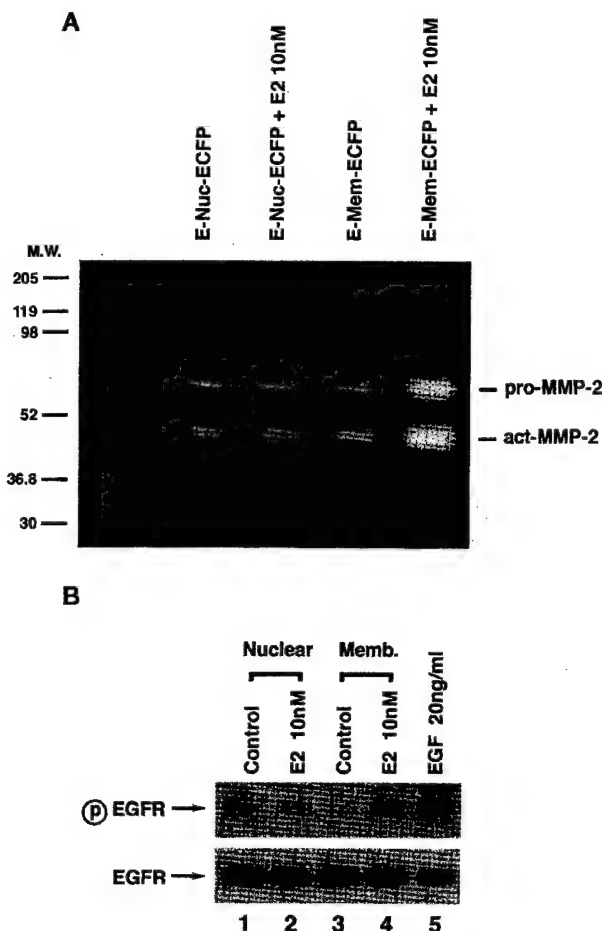 A
E-Nuc-ECFP
E-Nuc-ECFP + E2 10nM
E-Mem-ECFP
E-Mem-ECFP + E2 10nM
M.W.
205
119
98
52
36.8
30
pro-MMP-2
act-MMP-2
B
Nuclear
Memb.
Control
E2 10nM
Control
E2 10nM
EGF 20ng/ml
P EGFR
EGFR
1 2 3 4 5